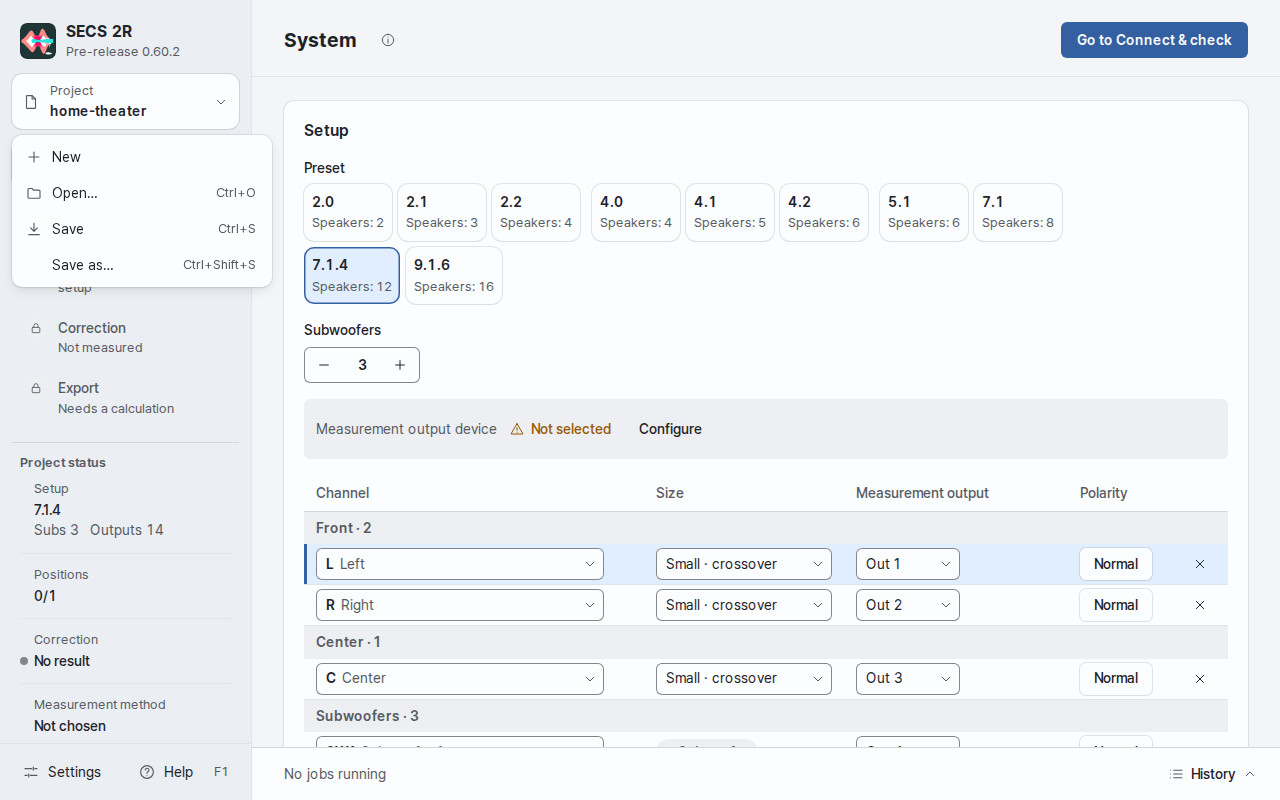 SECS 2R
Pre-release 0.60.2
Project
home-theater
New
Open... Ctrl+O
Save Ctrl+S
Save as... Ctrl+Shift+S
setup
Correction
Not measured
Export
Needs a calculation
Project status
Setup
7.1.4
Subs 3 Outputs 14
Positions
0/1
Correction
No result
Measurement method
Not chosen
Settings Help F1
System
Go to Connect & check
Setup
Preset
2.0
Speakers: 2
2.1
Speakers: 3
2.2
Speakers: 4
4.0
Speakers: 4
4.1
Speakers: 5
4.2
Speakers: 6
5.1
Speakers: 6
7.1
Speakers: 8
7.1.4
Speakers: 12
9.1.6
Speakers: 16
Subwoofers
3
Measurement output device Not selected Configure
Channel Size Measurement output Polarity
Front · 2
L Left Small · crossover Out 1 Normal
R Right Small · crossover Out 2 Normal
Center · 1
C Center Small · crossover Out 3 Normal
Subwoofers · 3
No jobs running
History